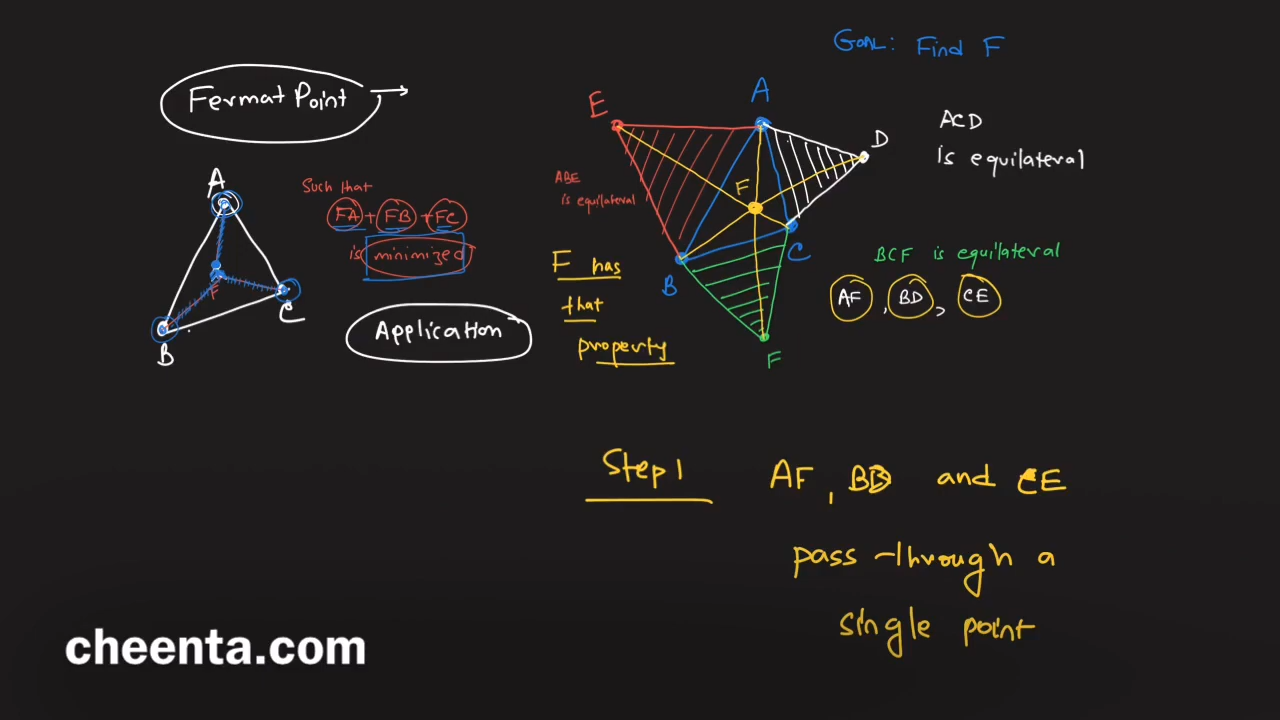 Goal: Find F
Fermat Point
A
Such that
FA + FB + FC
is minimized
F
B
C
Application
E
A
D
ACD
is equilateral
ABE
is equilateral
F
F has
that
property
B
C
F
BCF is equilateral
AF, BD, CE
Step 1
AF, BD and CE
pass through a
single point
cheenta.com